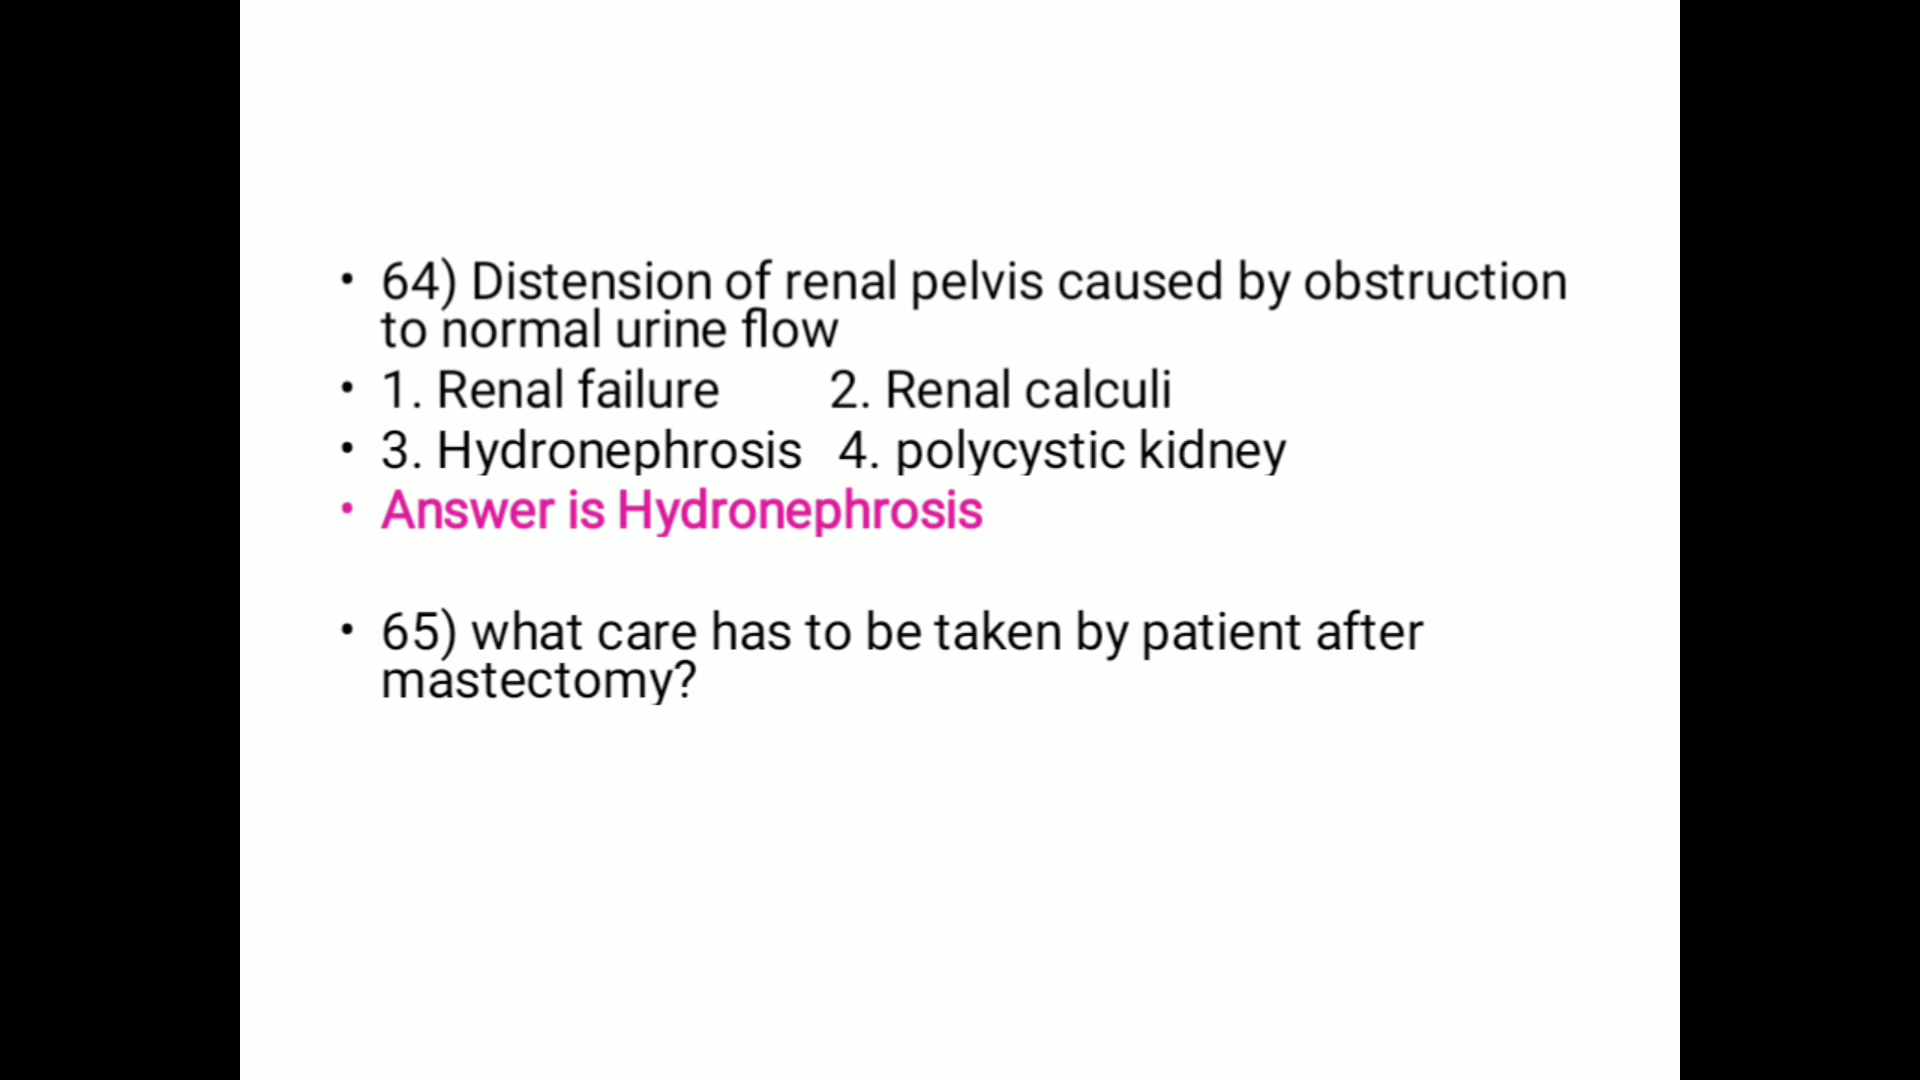 • 64) Distension of renal pelvis caused by obstruction
to normal urine flow
• 1. Renal failure 2. Renal calculi
• 3. Hydronephrosis 4. polycystic kidney
• Answer is Hydronephrosis
• 65) what care has to be taken by patient after
mastectomy?